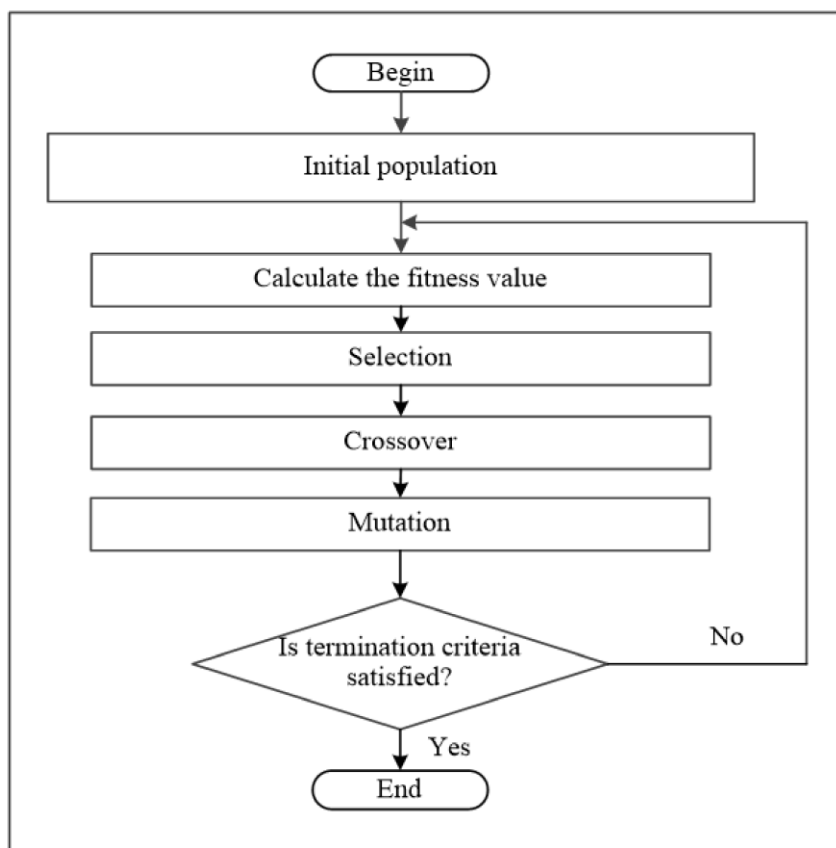 Begin
Initial population
Calculate the fitness value
Selection
Crossover
Mutation
Is termination criteria
satisfied?
No
Yes
End